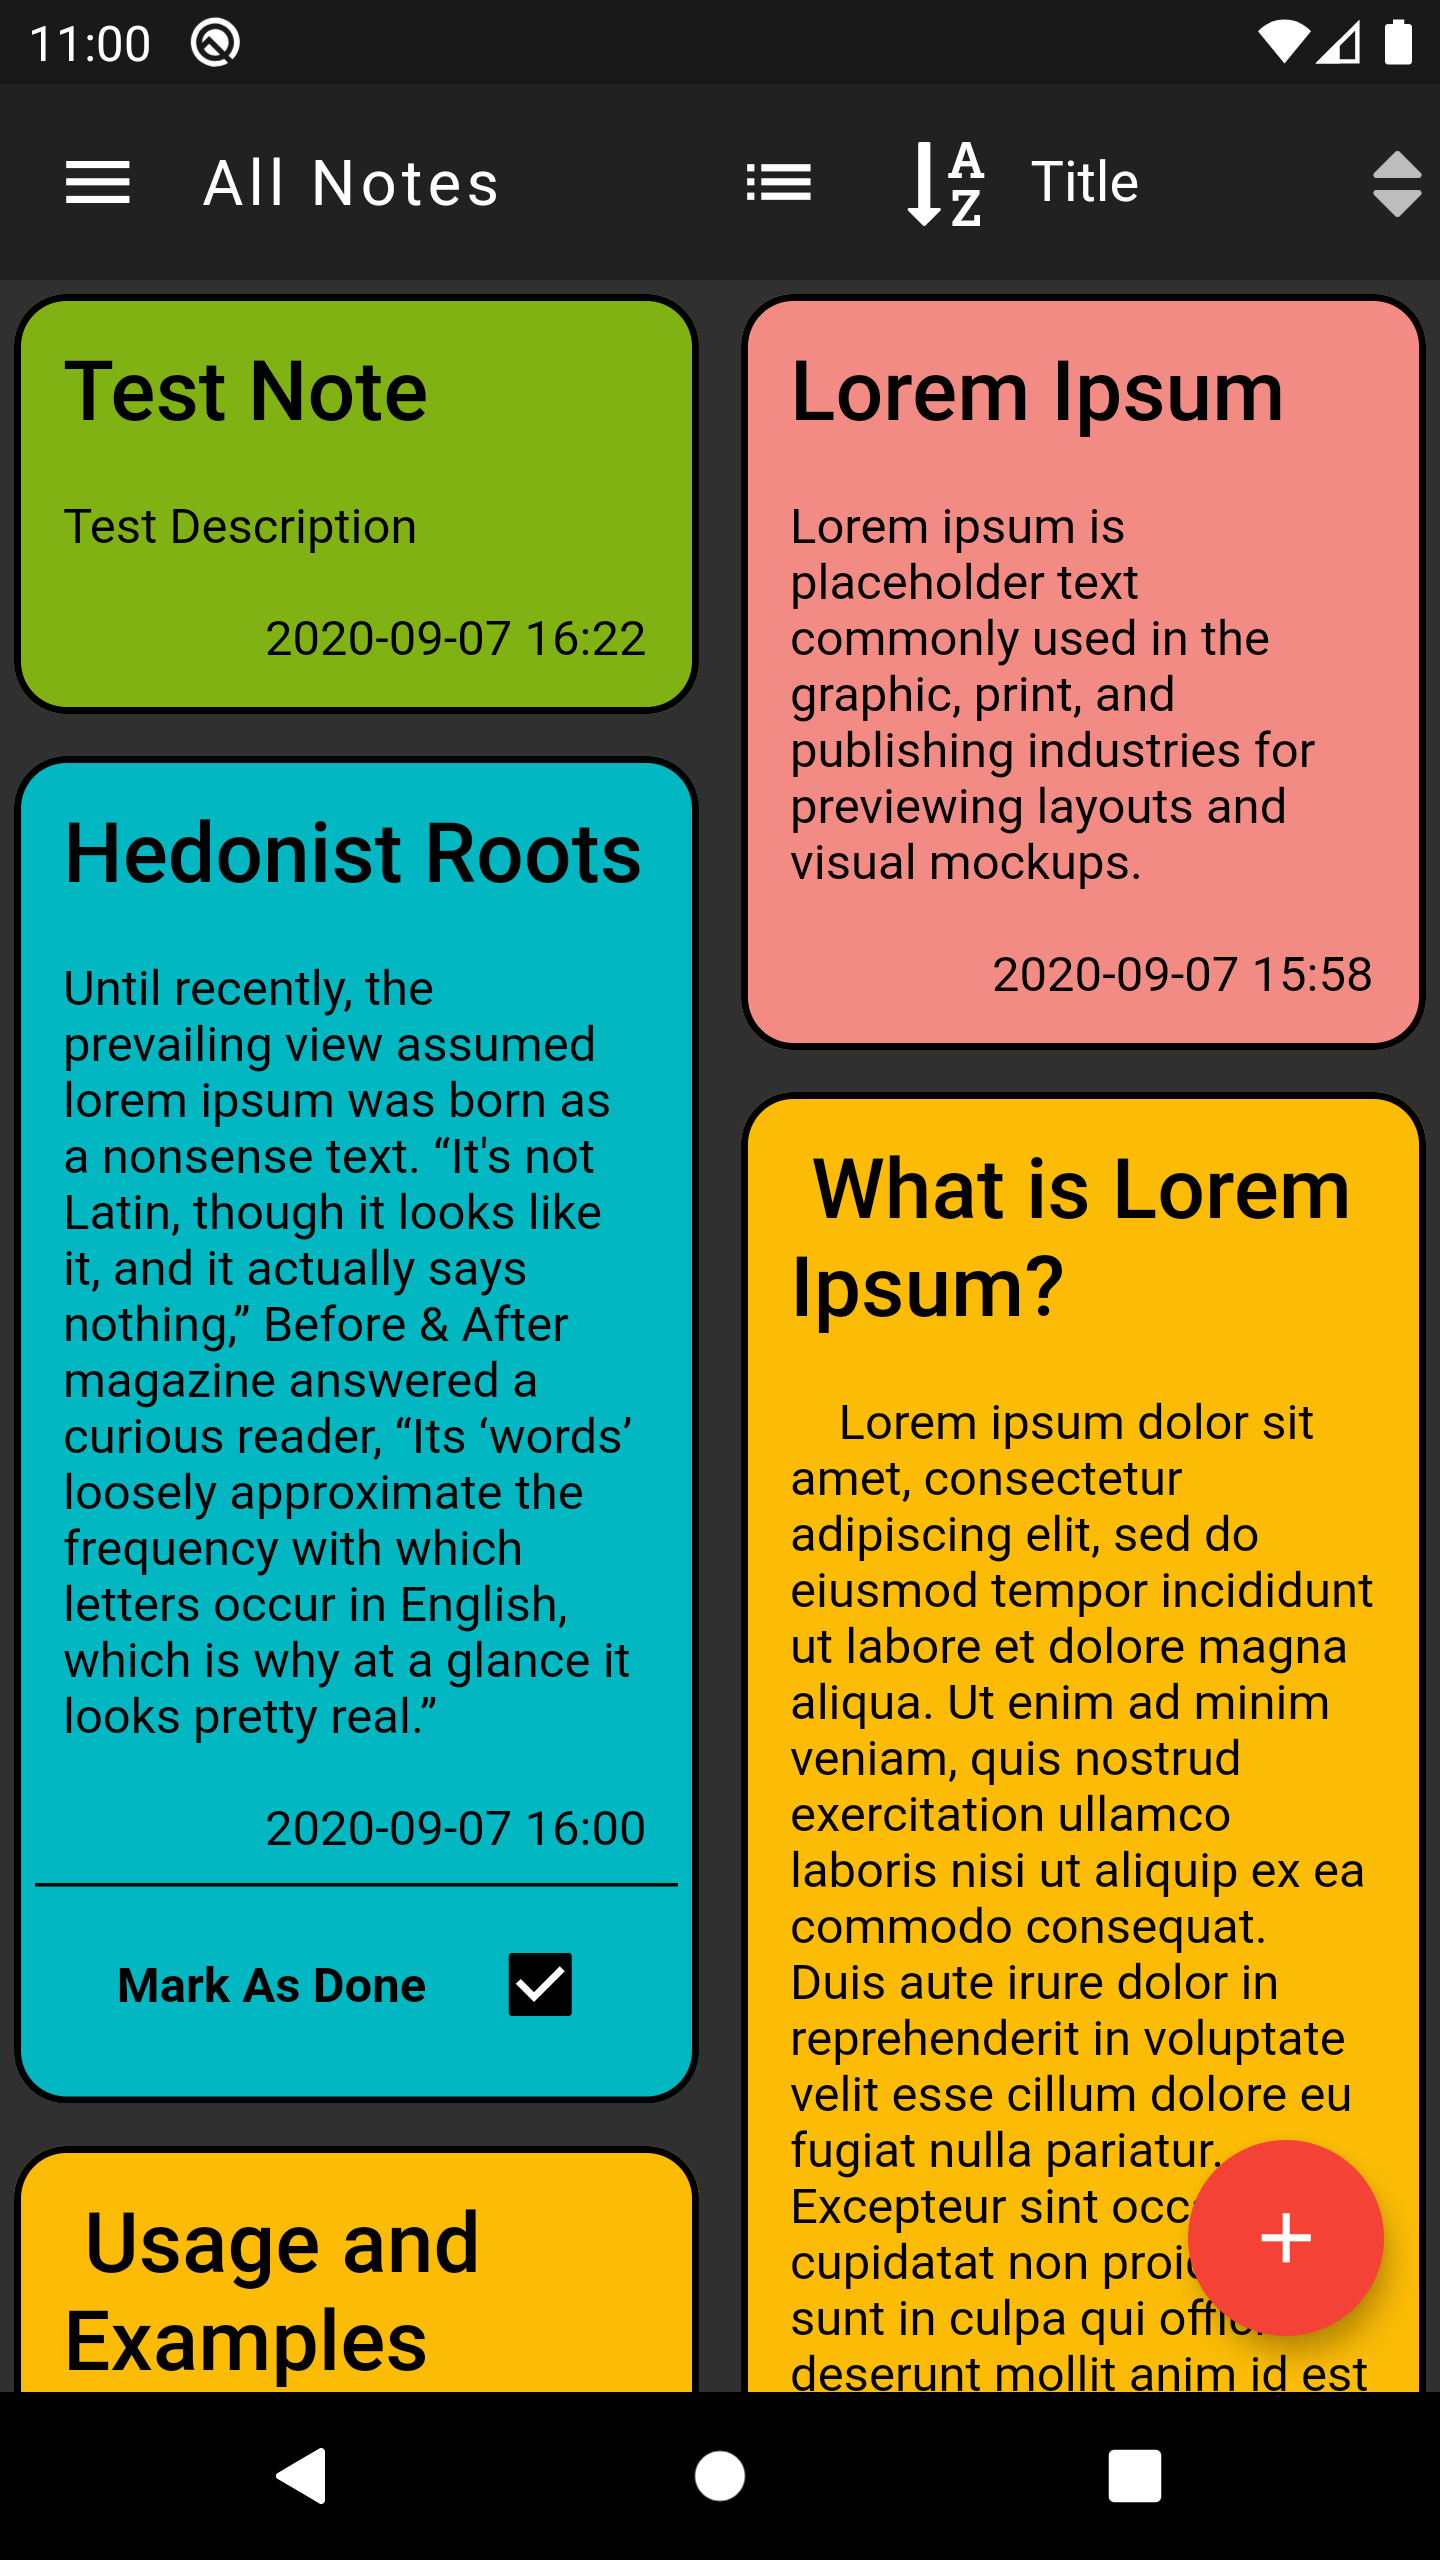 11:00
All Notes
A
Z
Title
Test Note
Test Description
2020-09-07 16:22
Lorem Ipsum
Lorem ipsum is
placeholder text
commonly used in the
graphic, print, and
publishing industries for
previewing layouts and
visual mockups.
2020-09-07 15:58
Hedonist Roots
Until recently, the
prevailing view assumed
lorem ipsum was born as
a nonsense text. “It's not
Latin, though it looks like
it, and it actually says
nothing,” Before & After
magazine answered a
curious reader, “Its ‘words’
loosely approximate the
frequency with which
letters occur in English,
which is why at a glance it
looks pretty real.”
2020-09-07 16:00
Mark As Done
What is Lorem
Ipsum?
Lorem ipsum dolor sit
amet, consectetur
adipiscing elit, sed do
eiusmod tempor incididunt
ut labore et dolore magna
aliqua. Ut enim ad minim
veniam, quis nostrud
exercitation ullamco
laboris nisi ut aliquip ex ea
commodo consequat.
Duis aute irure dolor in
reprehenderit in voluptate
velit esse cillum dolore eu
fugiat nulla pariatur.
Excepteur sint
cupidatat non
sunt in culpa qui
deserunt mollit anim id est
Usage and
Examples